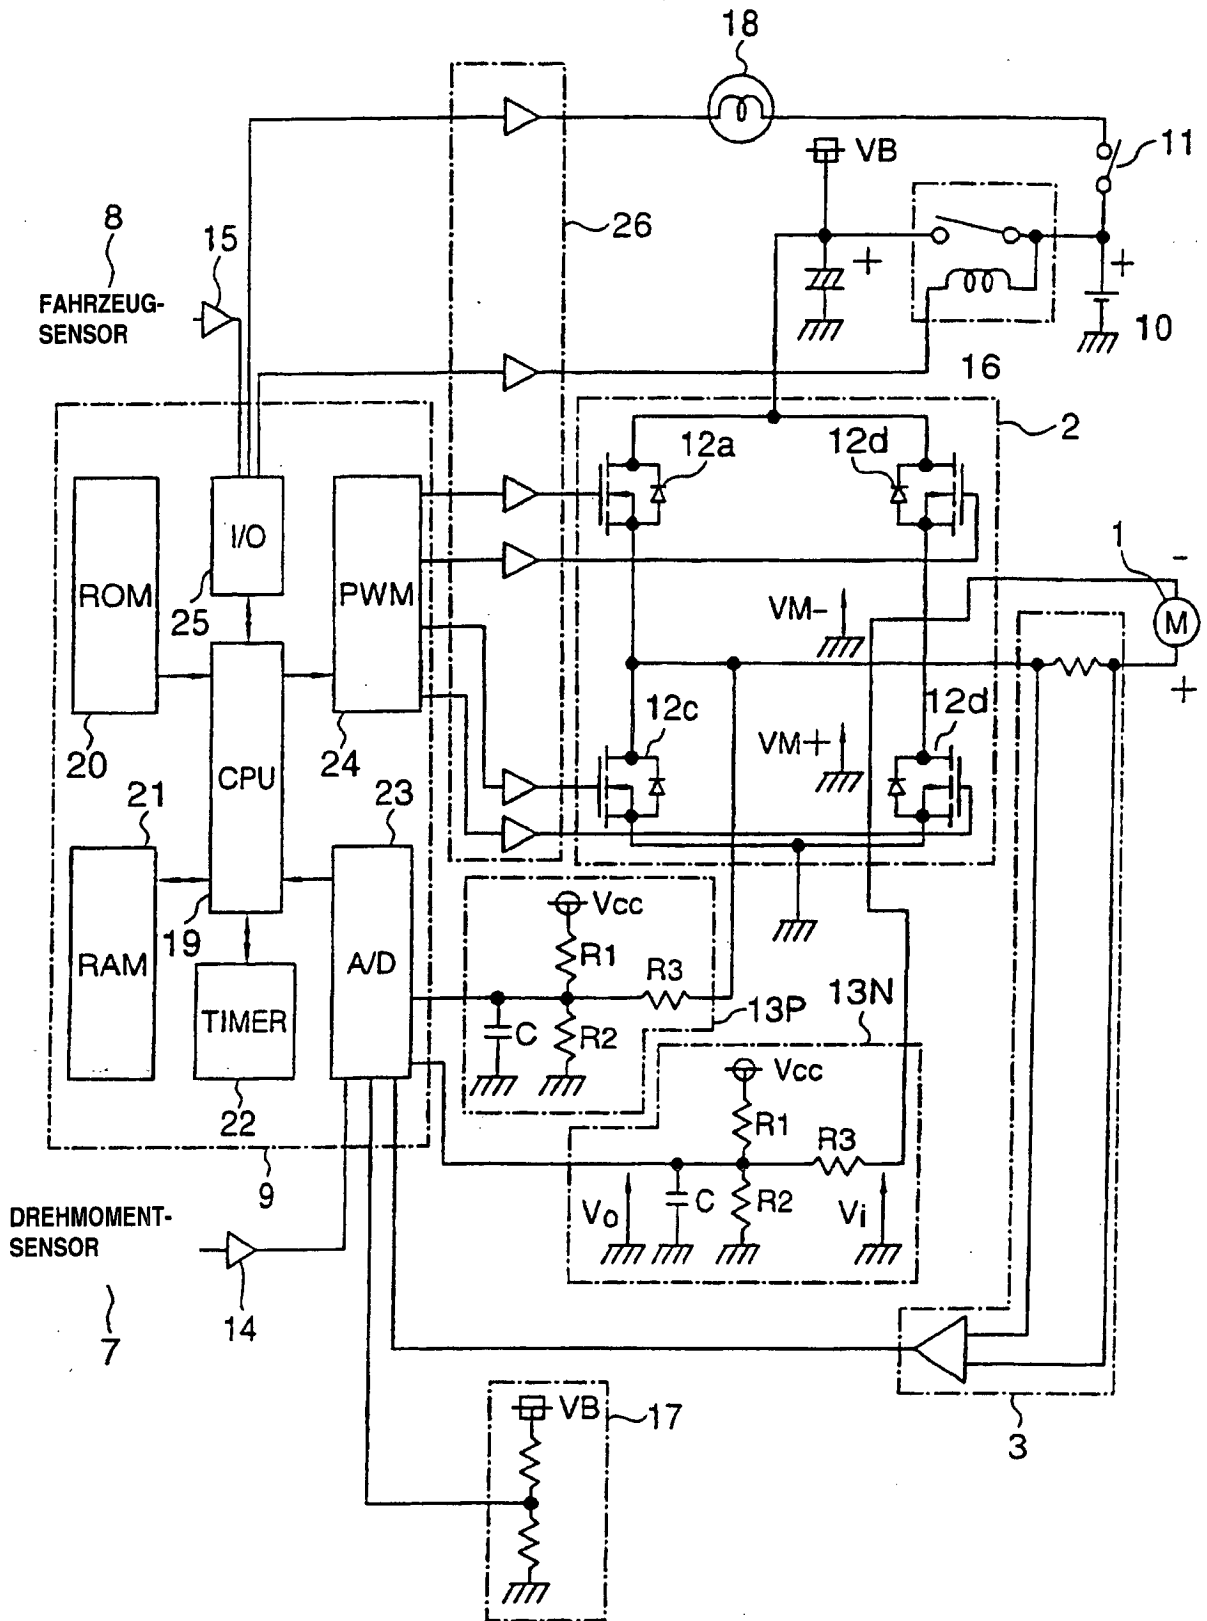 18
VB
11
8
15
26
+
+
FAHRZEUG-
SENSOR
10
16
2
12a
12d
1
-
ROM
I/O
PWM
25
VM-
M
+
12c
12d
20
24
VM+
CPU
21
23
19
Vcc
RAM
A/D
R1
R3
13N
TIMER
C
R2
13P
Vcc
22
R1
R3
9
DREHMOMENT-
SENSOR
Vo
C
R2
Vi
14
7
VB
17
3